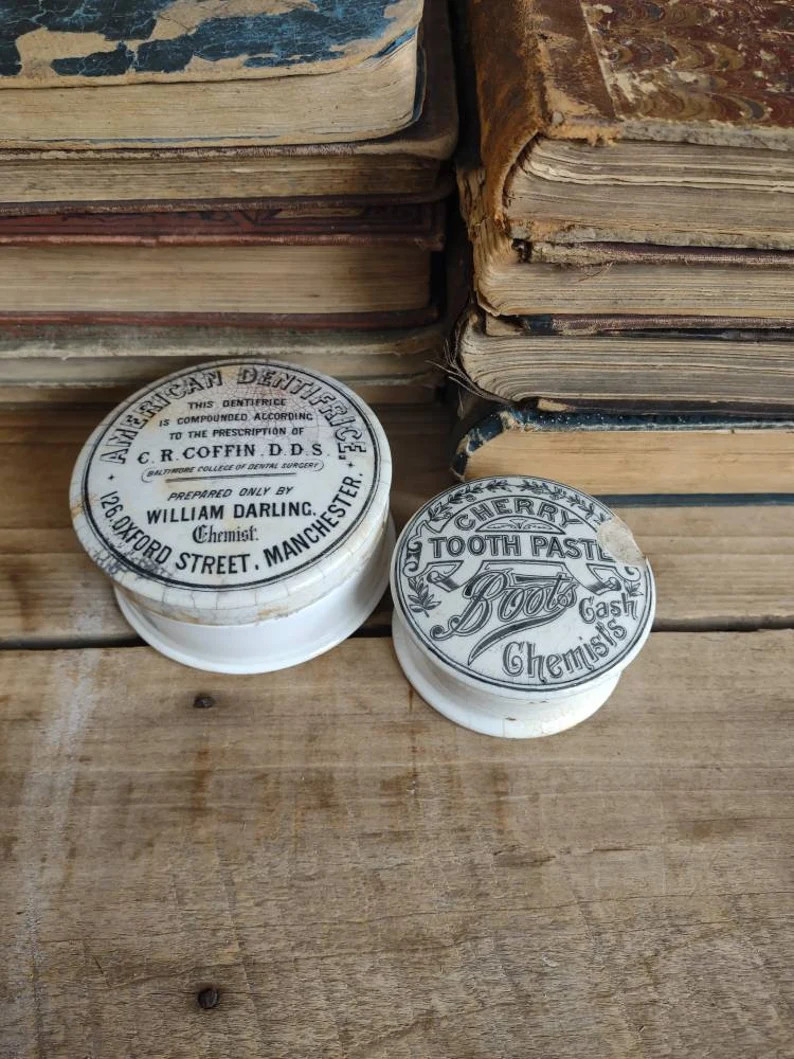 AMERICAN DENTIFRICE,
THIS DENTIFRICE
IS COMPOUNDED ACCORDING
TO THE PRESCRIPTION OF
C. R. COFFIN. D.D.S.
(BALTIMORE COLLEGE OF DENTAL SURGERY)
PREPARED ONLY BY
WILLIAM DARLING.
Chemist.
126. OXFORD STREET. MANCHESTER.
CHERRY
TOOTH PASTE
Boots
Cash
Chemists